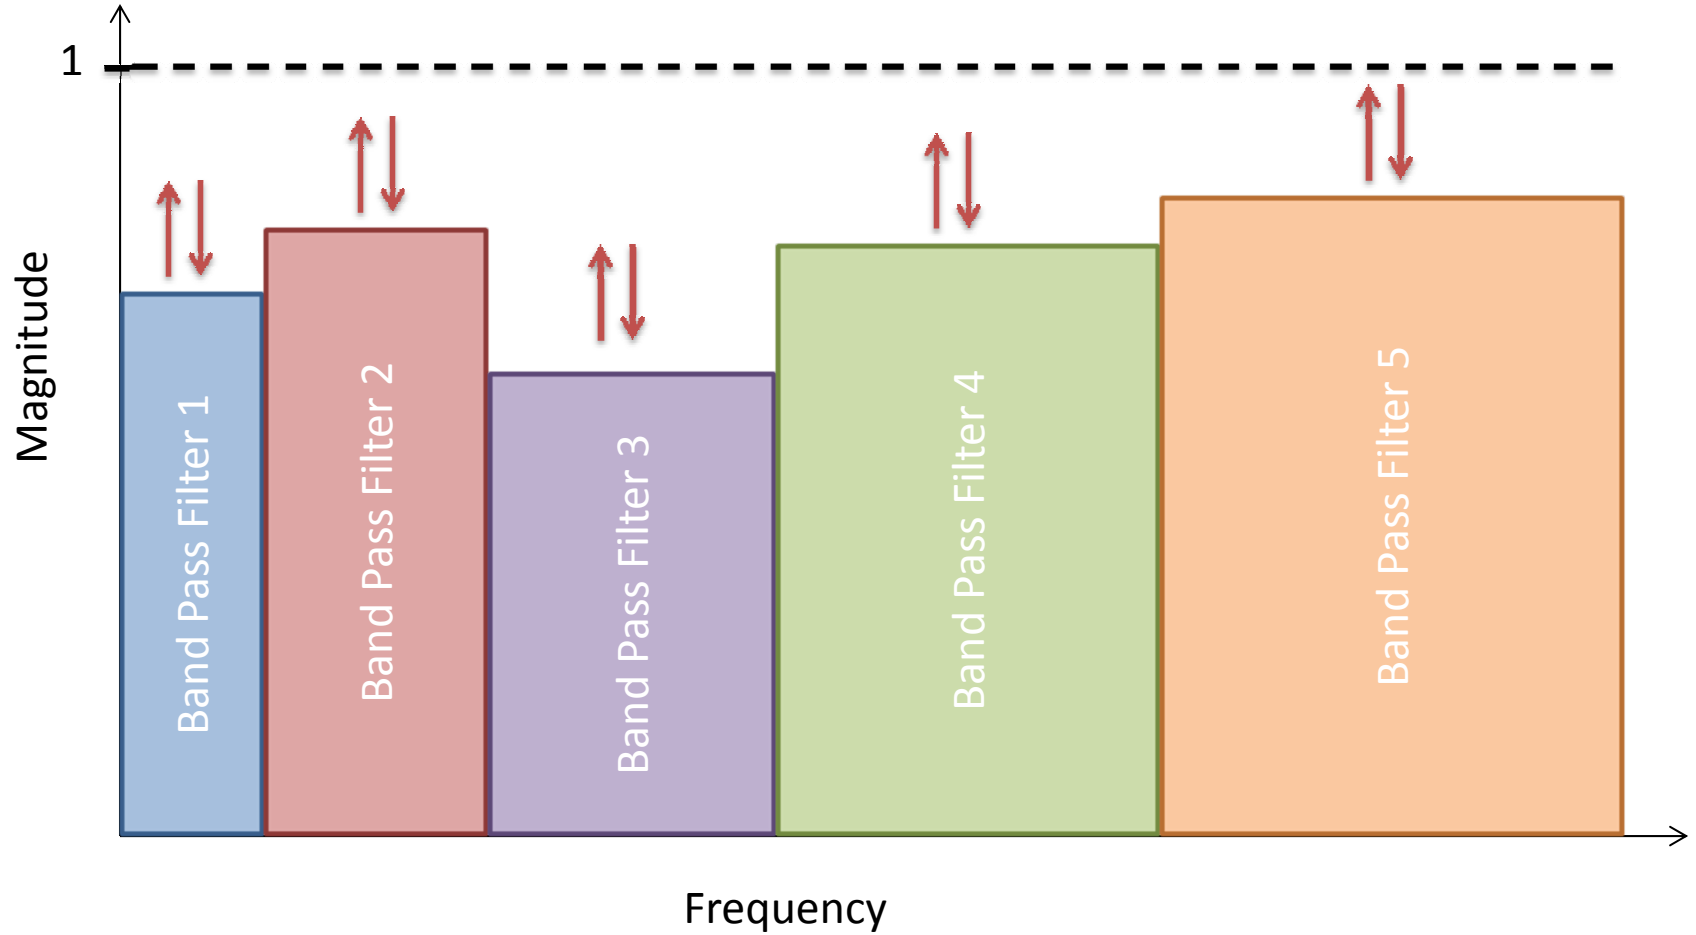 1
Magnitude
Band Pass Filter 1
Band Pass Filter 2
Band Pass Filter 3
Band Pass Filter 4
Band Pass Filter 5
Frequency